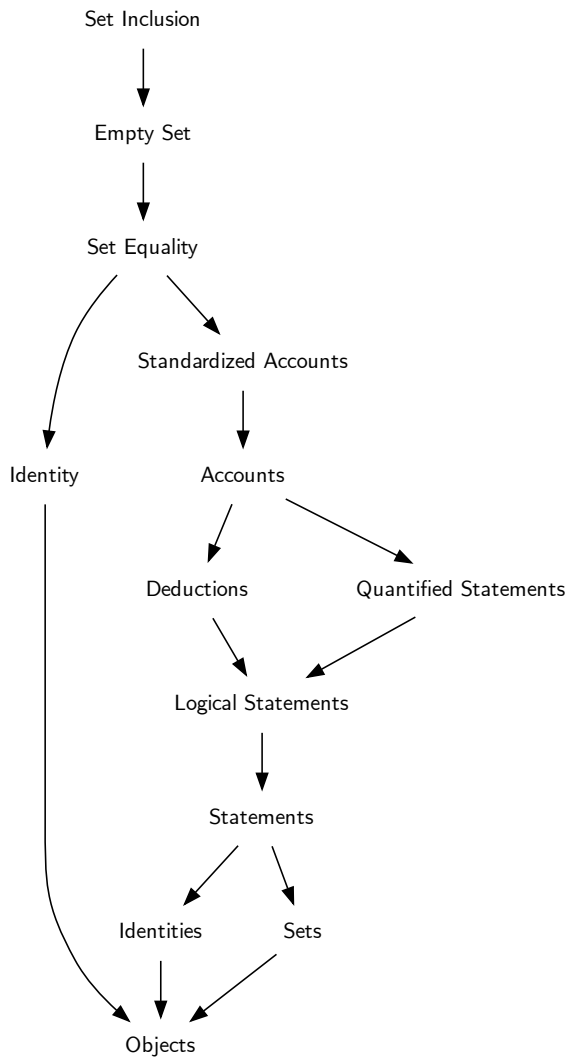 Set Inclusion
Empty Set
Set Equality
Standardized Accounts
Identity
Accounts
Deductions
Quantified Statements
Logical Statements
Statements
Identities
Sets
Objects